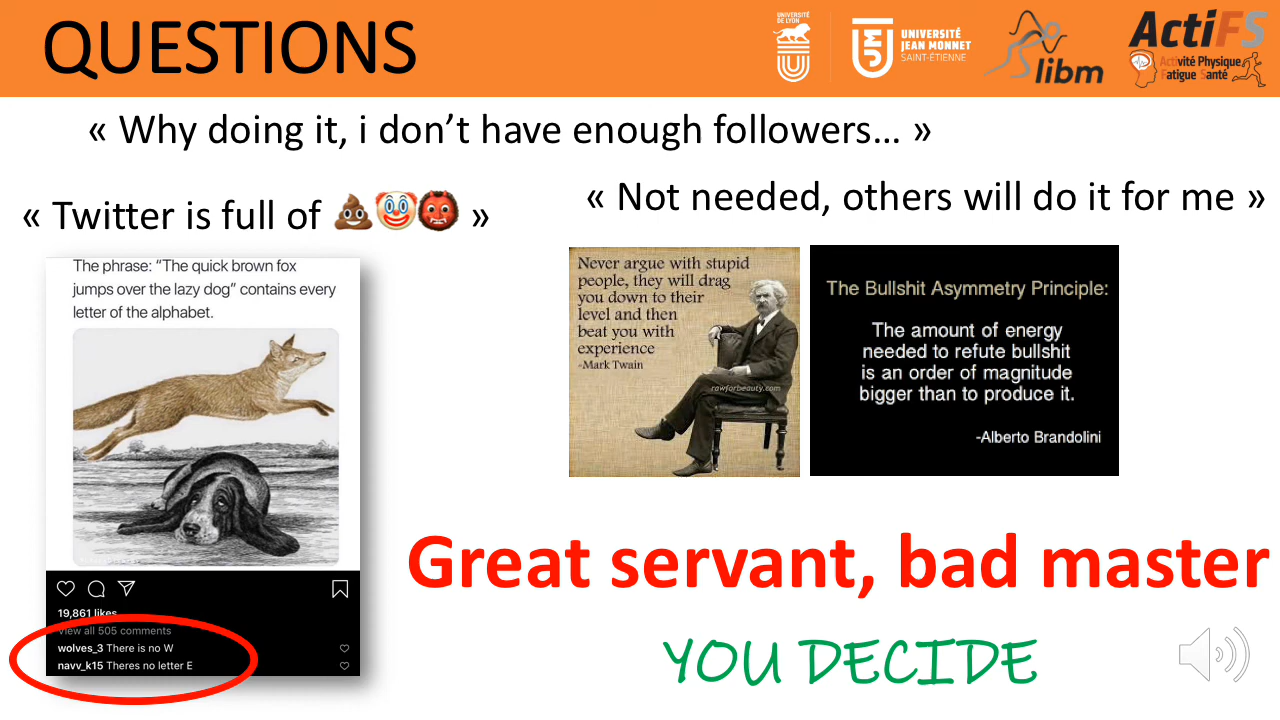 QUESTIONS
UNIVERSITÉ
DE LYON
UNIVERSITÉ
JEAN MONNET
SAINT-ÉTIENNE
libm
ActiFS
Activité Physique
Fatigue Santé
« Why doing it, i don’t have enough followers… »
« Twitter is full of 💩🤡👹 »
« Not needed, others will do it for me »
The phrase: “The quick brown fox
jumps over the lazy dog” contains every
letter of the alphabet.
19,861 likes
View all 505 comments
wolves_3 There is no W
navv_k15 Theres no letter E
Never argue with stupid
people, they will drag
you down to their
level and then
beat you with
experience
-Mark Twain
rawforbeauty.com
The Bullshit Asymmetry Principle:
The amount of energy
needed to refute bullshit
is an order of magnitude
bigger than to produce it.
-Alberto Brandolini
Great servant, bad master
YOU DECIDE